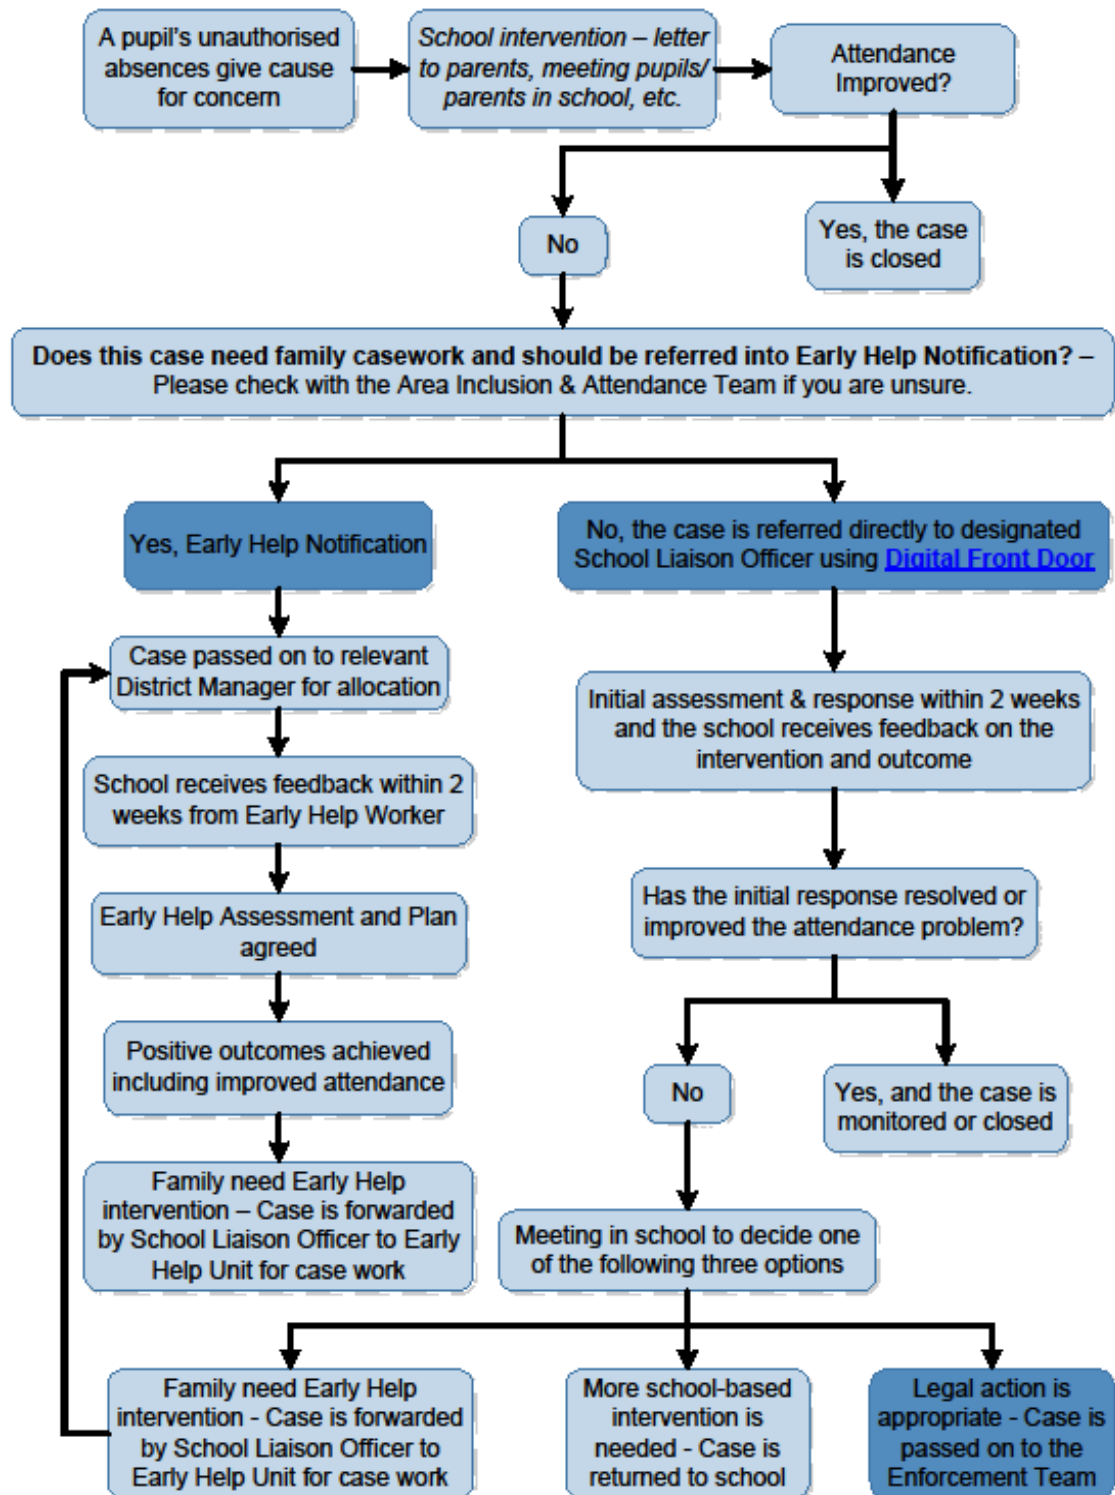 A pupil's unauthorised
absences give cause
for concern
School intervention – letter
to parents, meeting pupils/
parents in school, etc.
Attendance
Improved?
No
Yes, the case
is closed
Does this case need family casework and should be referred into Early Help Notification? –
Please check with the Area Inclusion & Attendance Team if you are unsure.
Yes, Early Help Notification
No, the case is referred directly to designated
School Liaison Officer using Digital Front Door
Case passed on to relevant
District Manager for allocation
School receives feedback within 2
weeks from Early Help Worker
Early Help Assessment and Plan
agreed
Positive outcomes achieved
including improved attendance
Family need Early Help
intervention – Case is forwarded
by School Liaison Officer to Early
Help Unit for case work
Initial assessment & response within 2 weeks
and the school receives feedback on the
intervention and outcome
Has the initial response resolved or
improved the attendance problem?
No
Yes, and the case is
monitored or closed
Meeting in school to decide one
of the following three options
Family need Early Help
intervention - Case is forwarded
by School Liaison Officer to
Early Help Unit for case work
More school-based
intervention is
needed - Case is
returned to school
Legal action is
appropriate - Case is
passed on to the
Enforcement Team